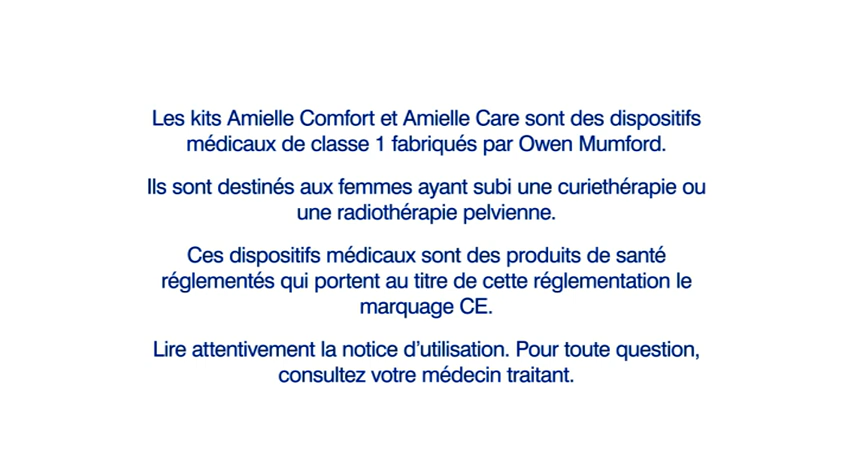 Les kits Amielle Comfort et Amielle Care sont des dispositifs
médicaux de classe 1 fabriqués par Owen Mumford.
Ils sont destinés aux femmes ayant subi une curiethérapie ou
une radiothérapie pelvienne.
Ces dispositifs médicaux sont des produits de santé
réglementés qui portent au titre de cette réglementation le
marquage CE.
Lire attentivement la notice d’utilisation. Pour toute question,
consultez votre médecin traitant.